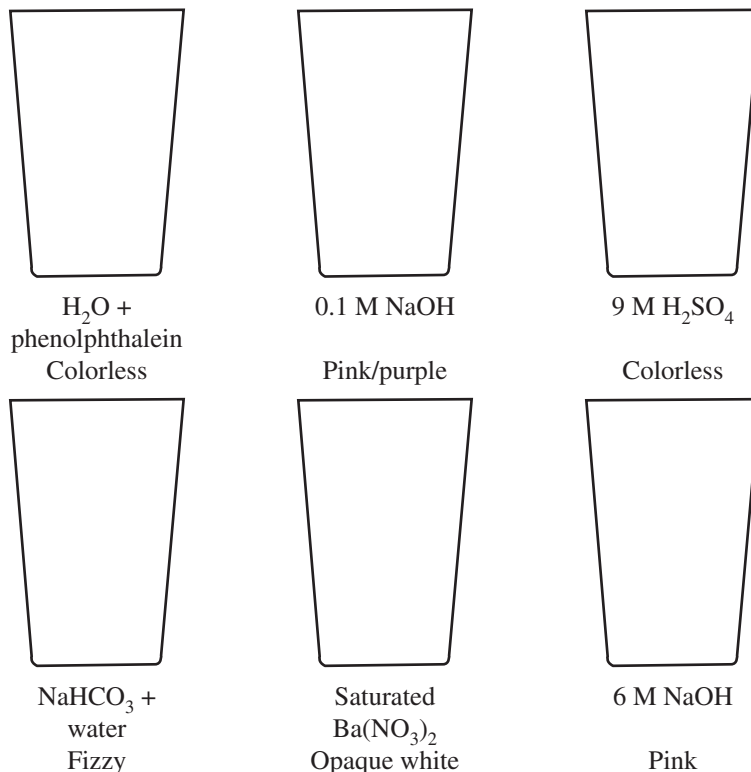 H₂O +
phenolphthalein
Colorless
0.1 M NaOH
Pink/purple
9 M H₂SO₄
Colorless
NaHCO₃ +
water
Fizzy
Saturated
Ba(NO₃)₂
Opaque white
6 M NaOH
Pink